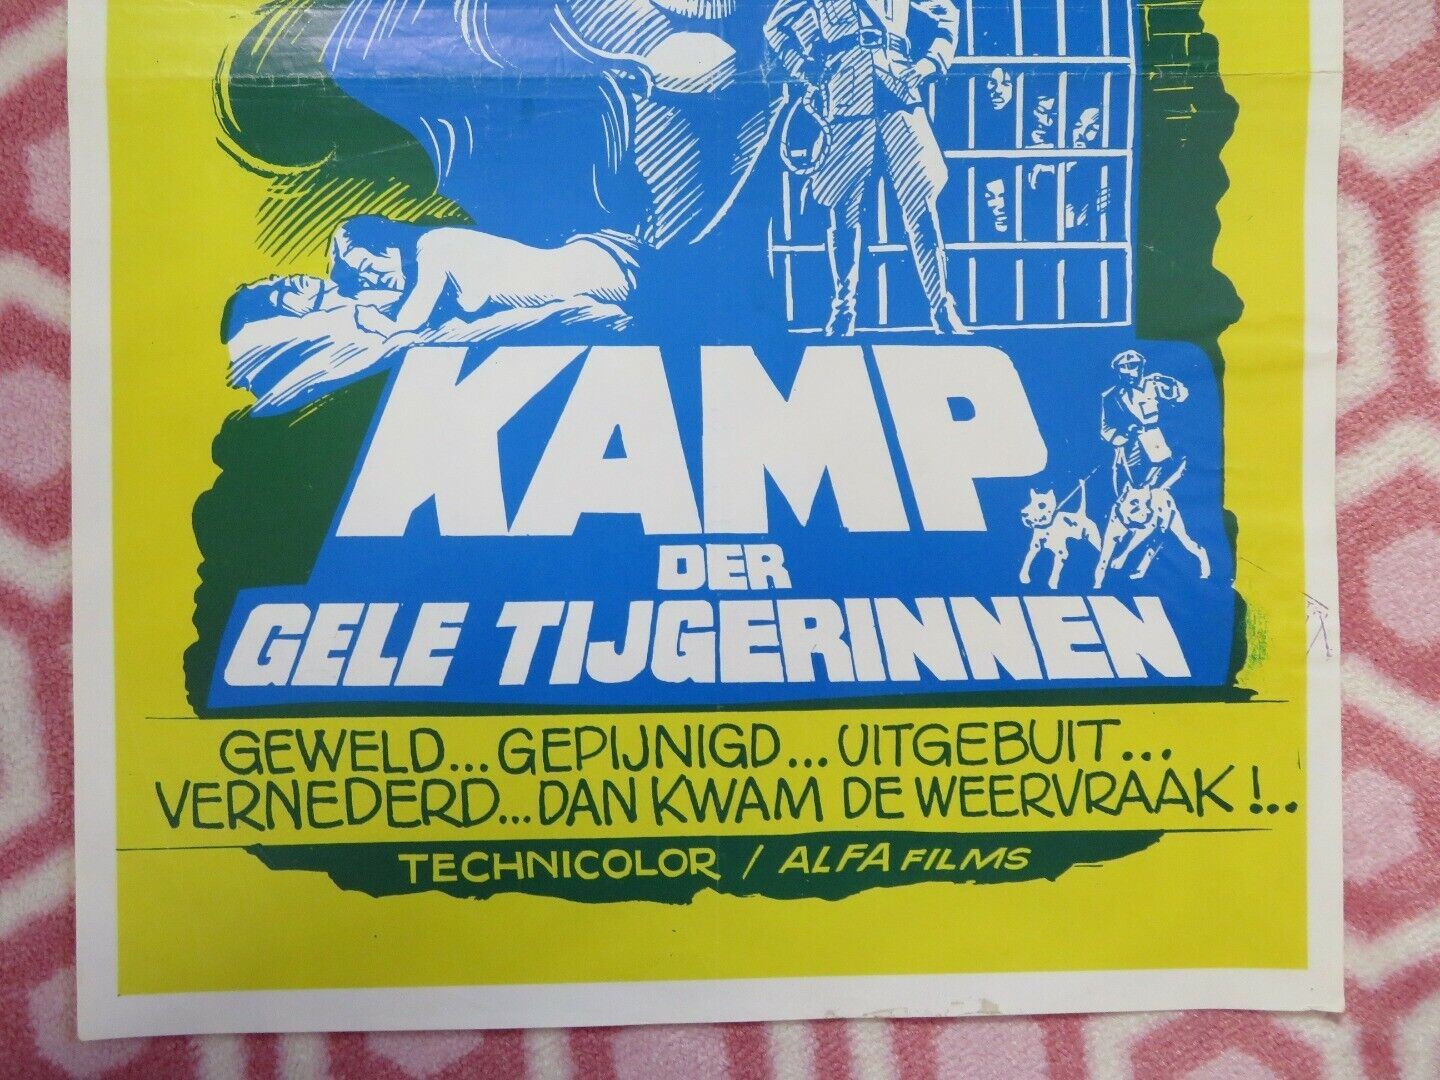 KAMP
DER
GELE TIJGERINNEN
GEWELD... GEPIJNIGD... UITGEBUIT...
VERNEDERD... DAN KWAM DE WEERVRAAK!..
TECHNICOLOR / ALFA FILMS